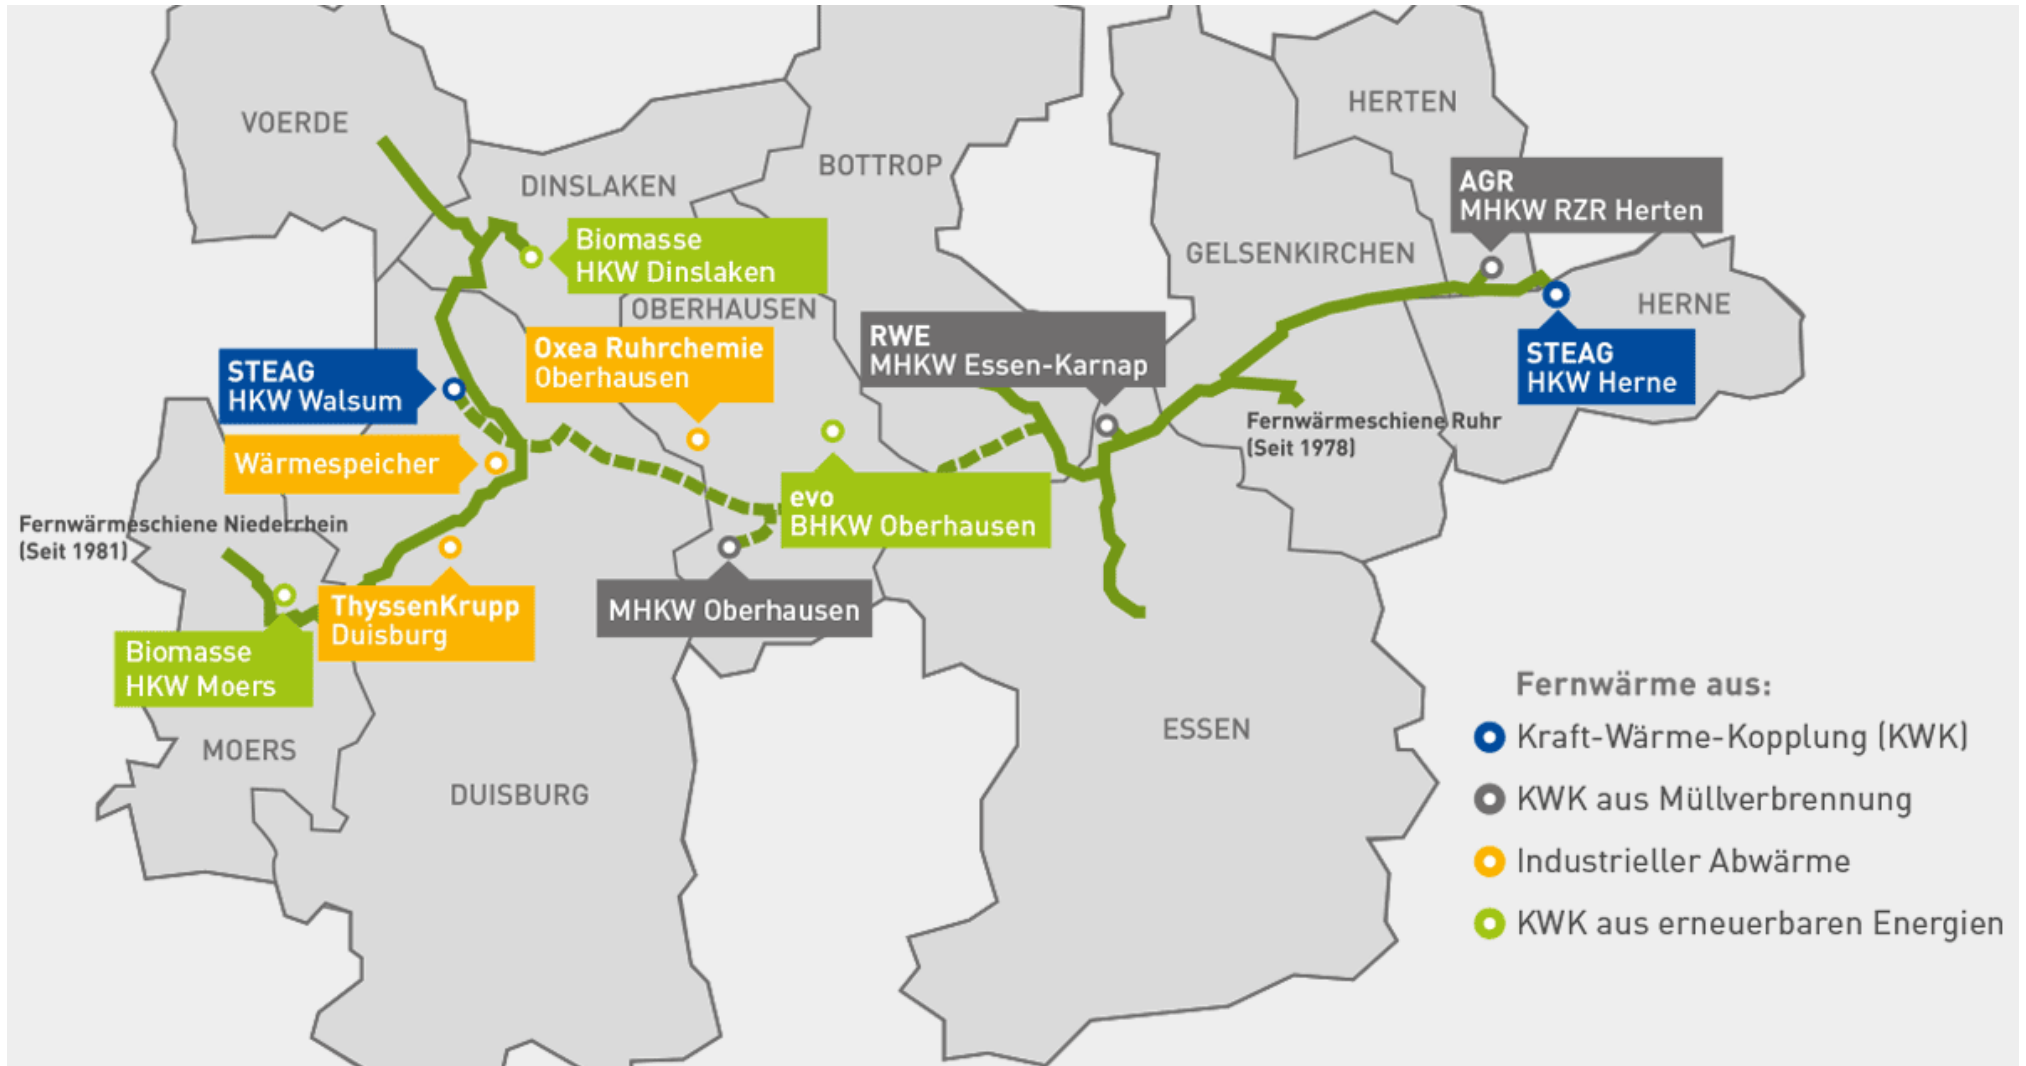 HERTEN
VOERDE
BOTTROP
DINSLAKEN
AGR
MHKW RZR Herten
Biomasse
HKW Dinslaken
GELSENKIRCHEN
OBERHAUSEN
HERNE
RWE
MHKW Essen-Karnap
Oxea Ruhrchemie
Oberhausen
STEAG
HKW Walsum
STEAG
HKW Herne
Fernwärmeschiene Ruhr
(Seit 1978)
Wärmespeicher
evo
BHKW Oberhausen
Fernwärmeschiene Niederrhein
(Seit 1981)
ThyssenKrupp
Duisburg
MHKW Oberhausen
Biomasse
HKW Moers
MOERS
DUISBURG
ESSEN
Fernwärme aus:
Kraft-Wärme-Kopplung (KWK)
KWK aus Müllverbrennung
Industrieller Abwärme
KWK aus erneuerbaren Energien